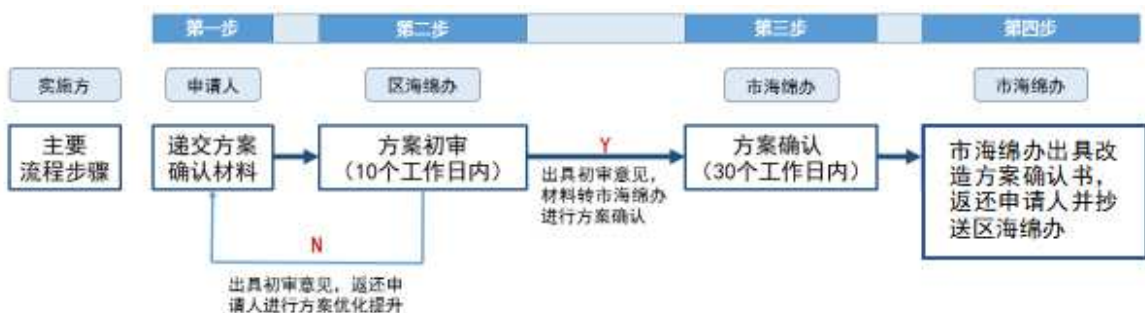 第一步
第二步
第三步
第四步
实施方
申请人
区海绵办
市海绵办
市海绵办
主要
流程步骤
递交方案
确认材料
方案初审
（10个工作日内）
Y
出具初审意见，
材料转市海绵办
进行方案确认
方案确认
（30个工作日内）
市海绵办出具改
造方案确认书，
返还申请人并抄
送区海绵办
N
出具初审意见，返还申
请人进行方案优化提升